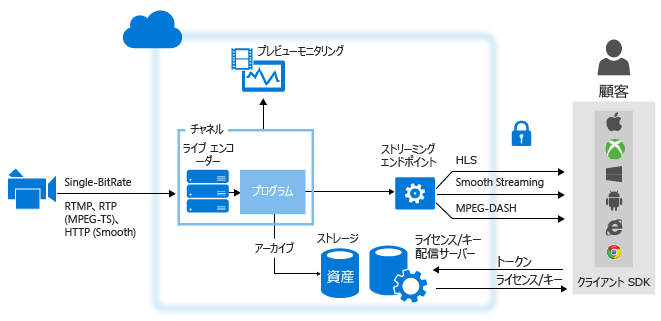 プレビューモニタリング
顧客
チャネル
ライブ エンコ
ーダー
プログラム
ストリーミング
エンドポイント
HLS
Smooth Streaming
MPEG-DASH
Single-BitRate
RTMP、RTP
(MPEG-TS)、
HTTP (Smooth)
アーカイブ
ストレージ
資産
ライセンス/キー
配信サーバー
トークン
ライセンス/キー
クライアント SDK